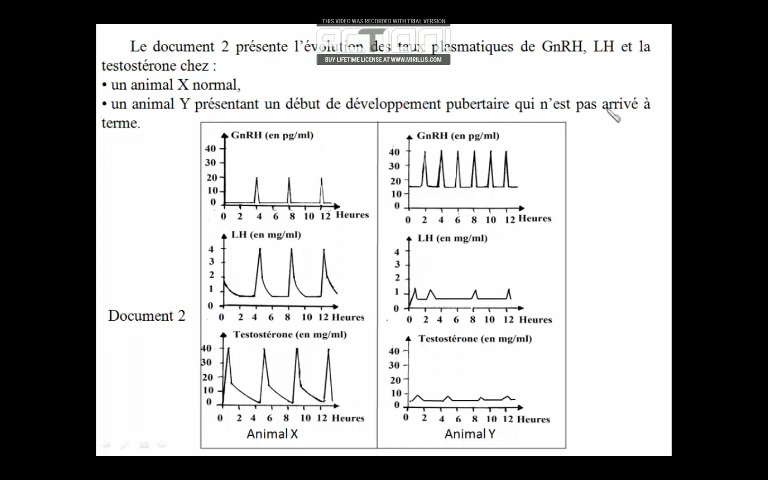 THIS VIDEO WAS RECORDED WITH TRIAL VERSION
BUY LIFETIME LICENSE AT WWW.MIRILLIS.COM
Le document 2 présente l'évolution des taux plasmatiques de GnRH, LH et la
testostérone chez :
• un animal X normal,
• un animal Y présentant un début de développement pubertaire qui n'est pas arrivé à
terme.
Document 2
GnRH (en pg/ml)
40
30
20
10
0
0 2 4 6 8 10 12 Heures
LH (en mg/ml)
4
3
2
1
0
0 2 4 6 8 10 12 Heures
Testostérone (en mg/ml)
40
30
20
10
0
0 2 4 6 8 10 12 Heures
Animal X
GnRH (en pg/ml)
40
30
20
10
0
0 2 4 6 8 10 12 Heures
LH (en mg/ml)
4
3
2
1
0
0 2 4 6 8 10 12 Heures
Testostérone (en mg/ml)
40
30
20
10
0
0 2 4 6 8 10 12 Heures
Animal Y